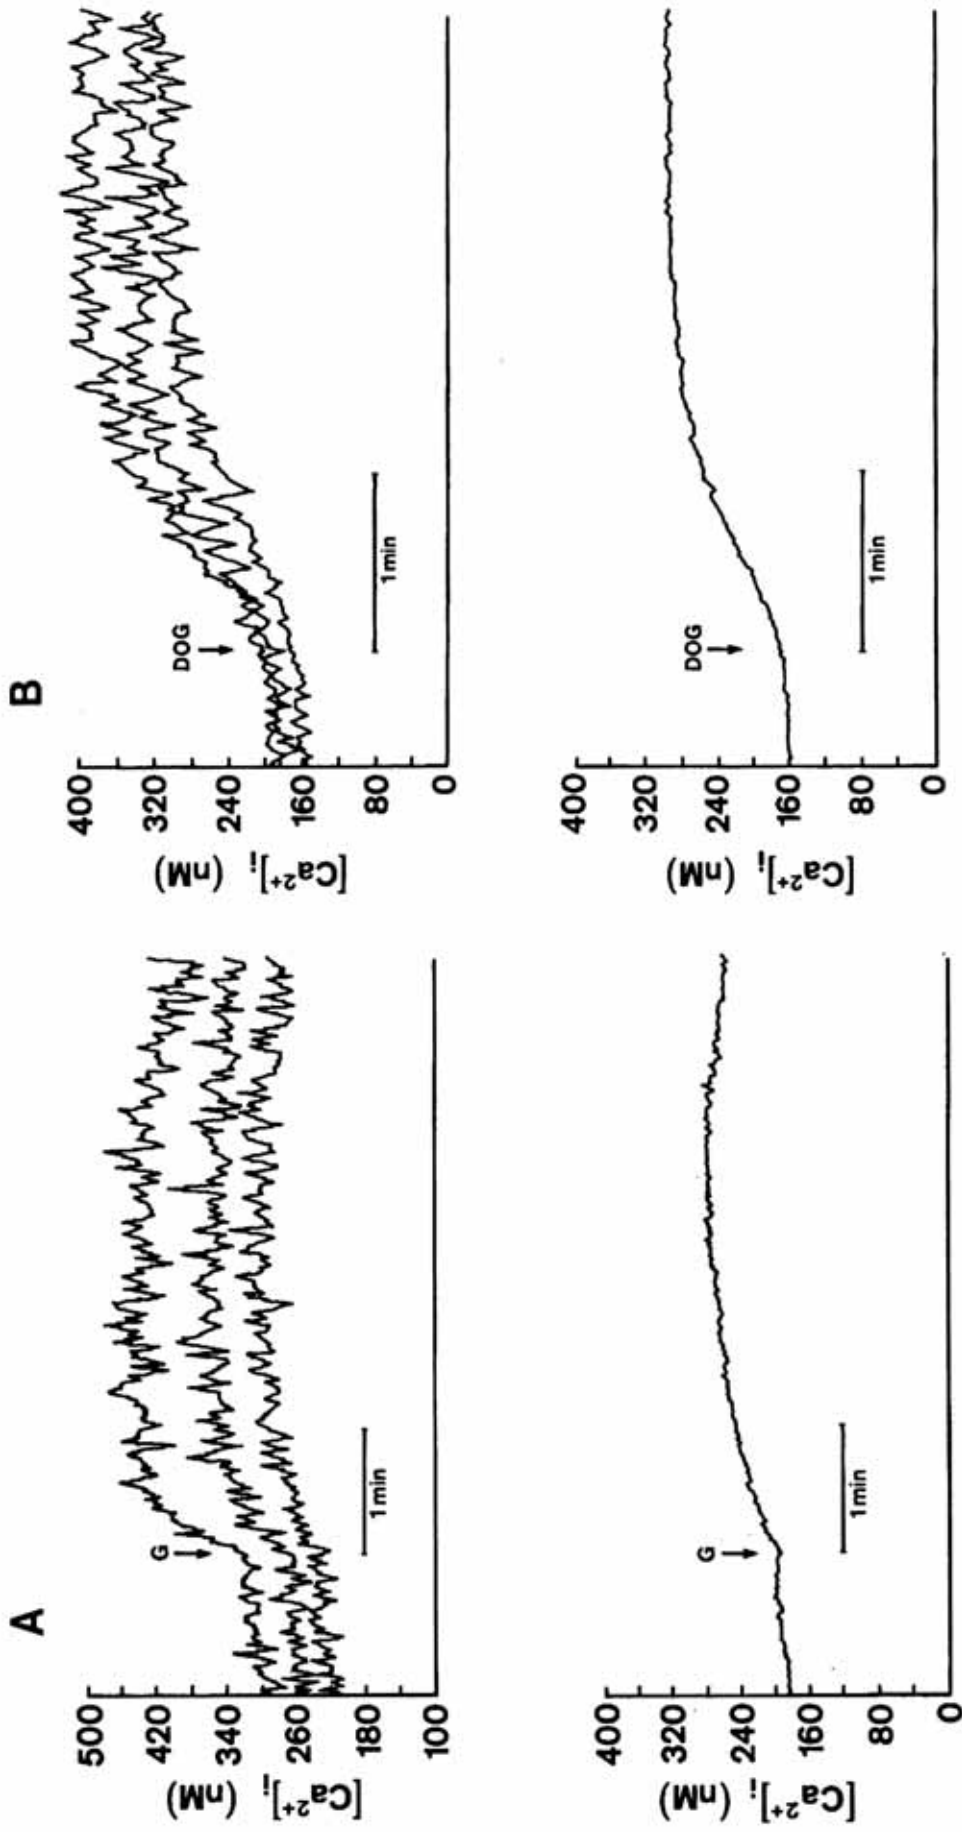 A
500
420
340
260
180
100
[Ca²⁺]ᵢ (nM)
G
1min
400
320
240
160
80
0
[Ca²⁺]ᵢ (nM)
G
1min
B
400
320
240
160
80
0
[Ca²⁺]ᵢ (nM)
DOG
1min
400
320
240
160
80
0
[Ca²⁺]ᵢ (nM)
DOG
1min